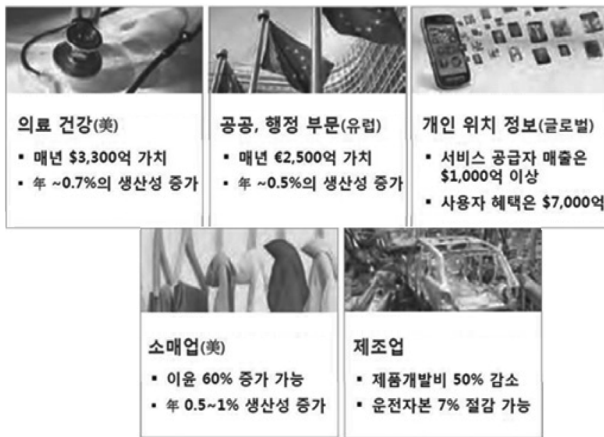 의료 건강(美)
▪ 매년 $3,300억 가치
▪ 年 ~0.7%의 생산성 증가
공공, 행정 부문(유럽)
▪ 매년 €2,500억 가치
▪ 年 ~0.5%의 생산성 증가
개인 위치 정보(글로벌)
▪ 서비스 공급자 매출은
$1,000억 이상
▪ 사용자 혜택은 $7,000억
소매업(美)
▪ 이윤 60% 증가 가능
▪ 年 0.5~1% 생산성 증가
제조업
▪ 제품개발비 50% 감소
▪ 운전자본 7% 절감 가능